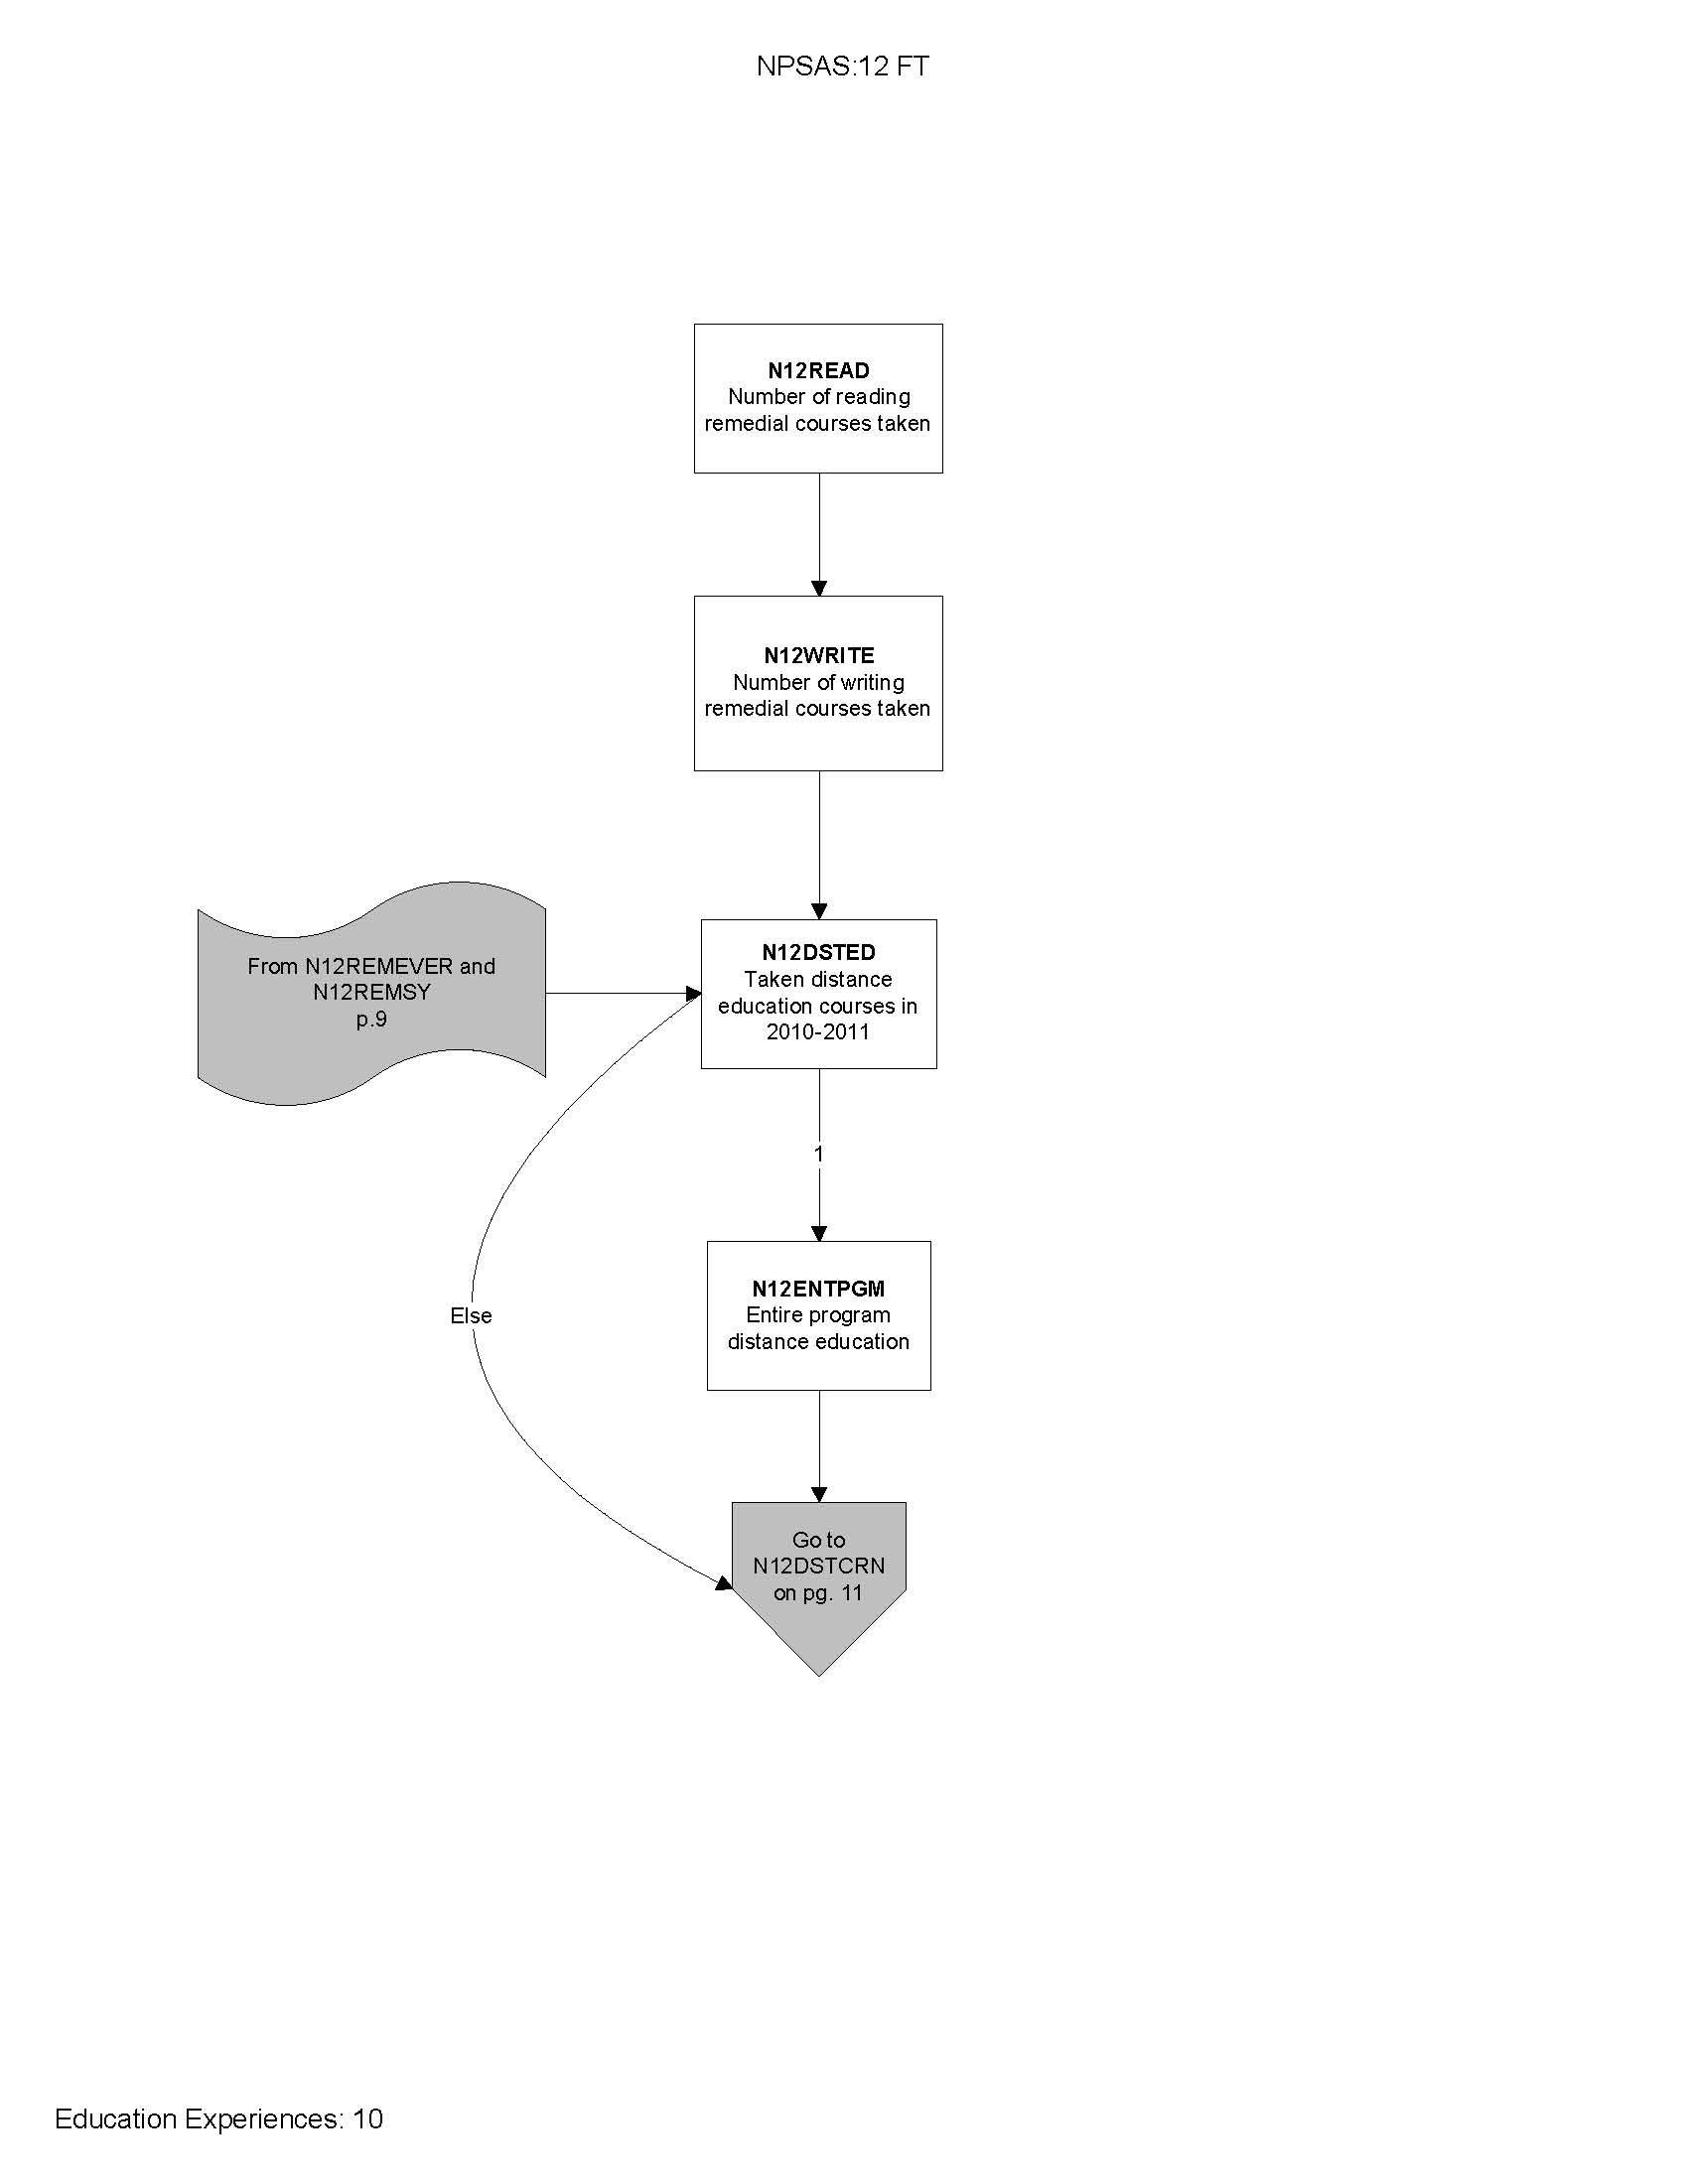 NPSAS:12 FT
N12READ
Number of reading
remedial courses taken
N12WRITE
Number of writing
remedial courses taken
From N12REMEVER and
N12REMSY
p.9
N12DSTED
Taken distance
education courses in
2010-2011
1
Else
N12ENTPGM
Entire program
distance education
Go to
N12DSTCRN
on pg. 11
Education Experiences: 10